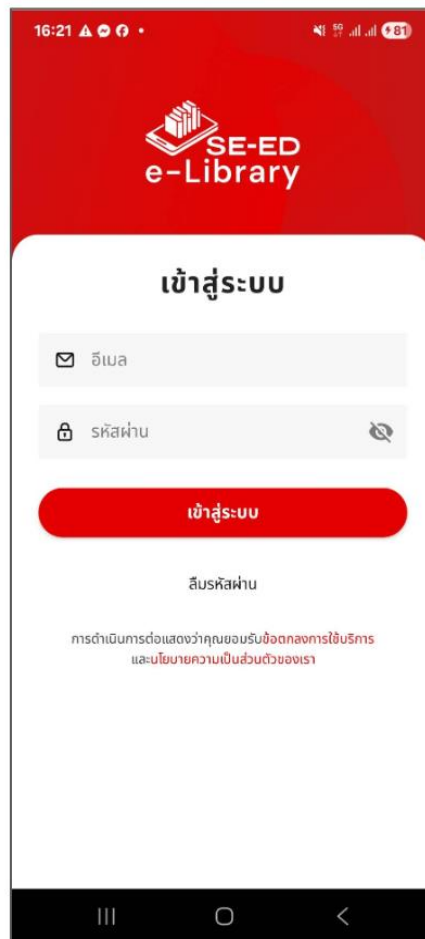 16:21
5G
81
SE-ED
e-Library
เข้าสู่ระบบ
อีเมล
รหัสผ่าน
เข้าสู่ระบบ
ลืมรหัสผ่าน
การดำเนินการต่อแสดงว่าคุณยอมรับข้อตกลงการใช้บริการ
และนโยบายความเป็นส่วนตัวของเรา